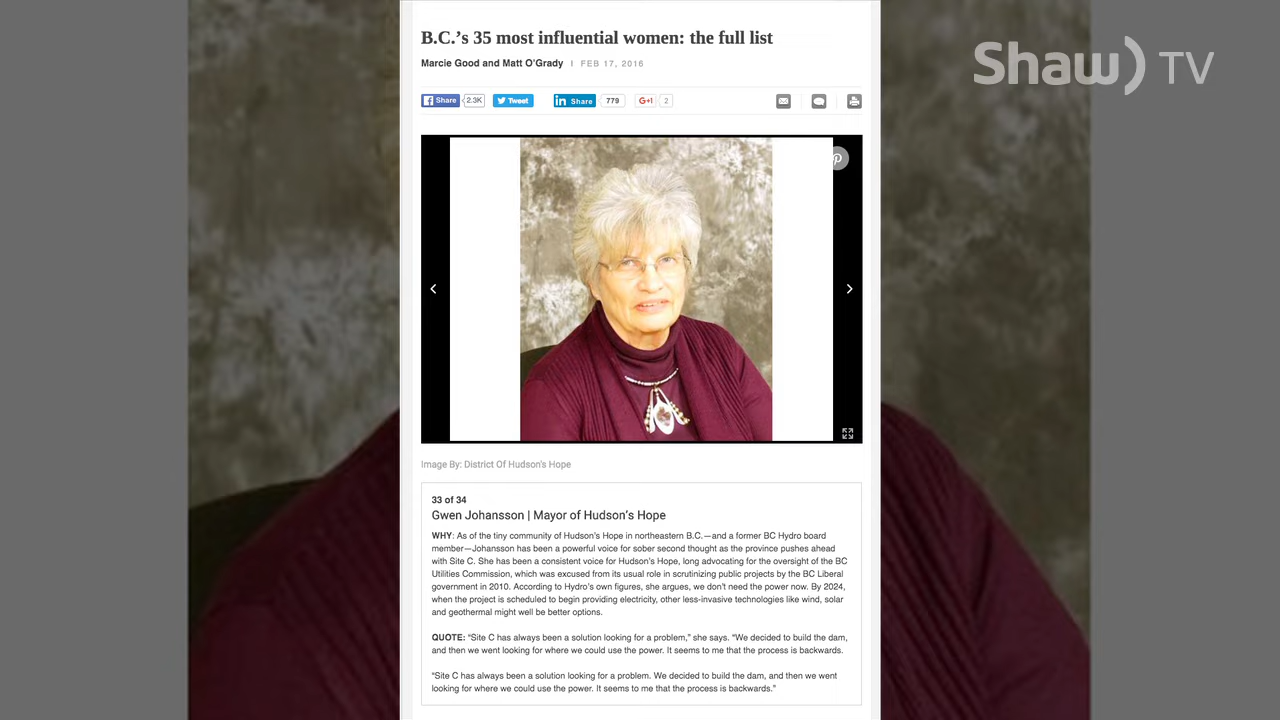 B.C.’s 35 most influential women: the full list
Shaw) TV
Marcie Good and Matt O'Grady | FEB 17, 2016
Share 2.3K Tweet in Share 779 G+1 2
Image By: District Of Hudson's Hope
33 of 34
Gwen Johansson | Mayor of Hudson’s Hope
WHY: As of the tiny community of Hudson’s Hope in northeastern B.C.—and a former BC Hydro board
member—Johansson has been a powerful voice for sober second thought as the province pushes ahead
with Site C. She has been a consistent voice for Hudson’s Hope, long advocating for the oversight of the BC
Utilities Commission, which was excused from its usual role in scrutinizing public projects by the BC Liberal
government in 2010. According to Hydro’s own figures, she argues, we don’t need the power now. By 2024,
when the project is scheduled to begin providing electricity, other less-invasive technologies like wind, solar
and geothermal might well be better options.
QUOTE: “Site C has always been a solution looking for a problem,” she says. “We decided to build the dam,
and then we went looking for where we could use the power. It seems to me that the process is backwards.
“Site C has always been a solution looking for a problem. We decided to build the dam, and then we went
looking for where we could use the power. It seems to me that the process is backwards.”